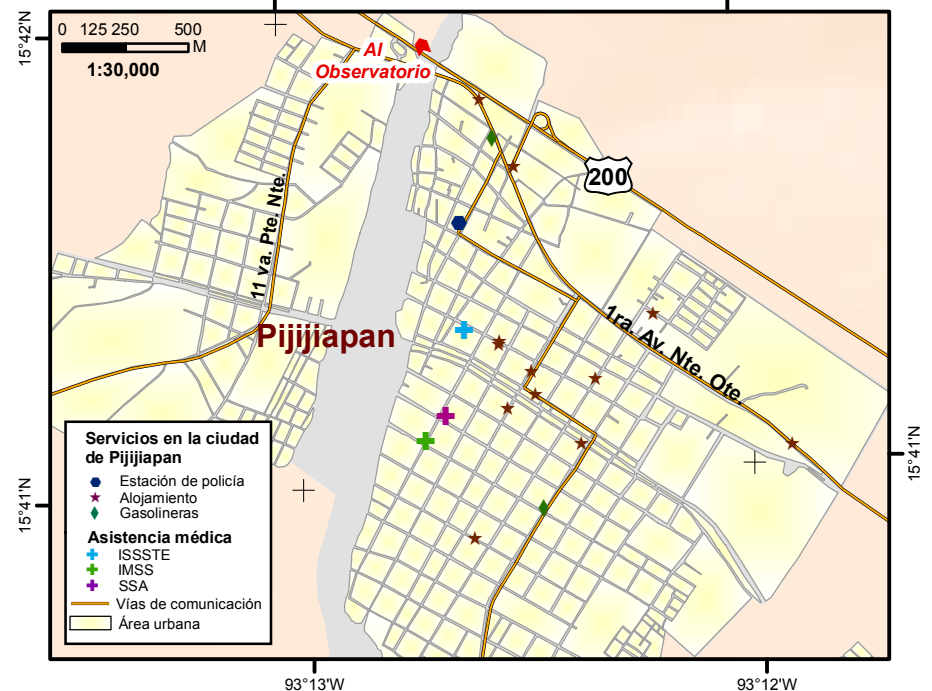 15°42'N
0 125 250 500
M
1:30,000
Al
Observatorio
200
11 va. Pte. Nte.
Pijijiapan
1ra. Av. Nte. Ote.
15°41'N
15°41'N
Servicios en la ciudad
de Pijijiapan
Estación de policía
Alojamiento
Gasolineras
Asistencia médica
ISSSTE
IMSS
SSA
Vías de comunicación
Área urbana
93°13'W
93°12'W